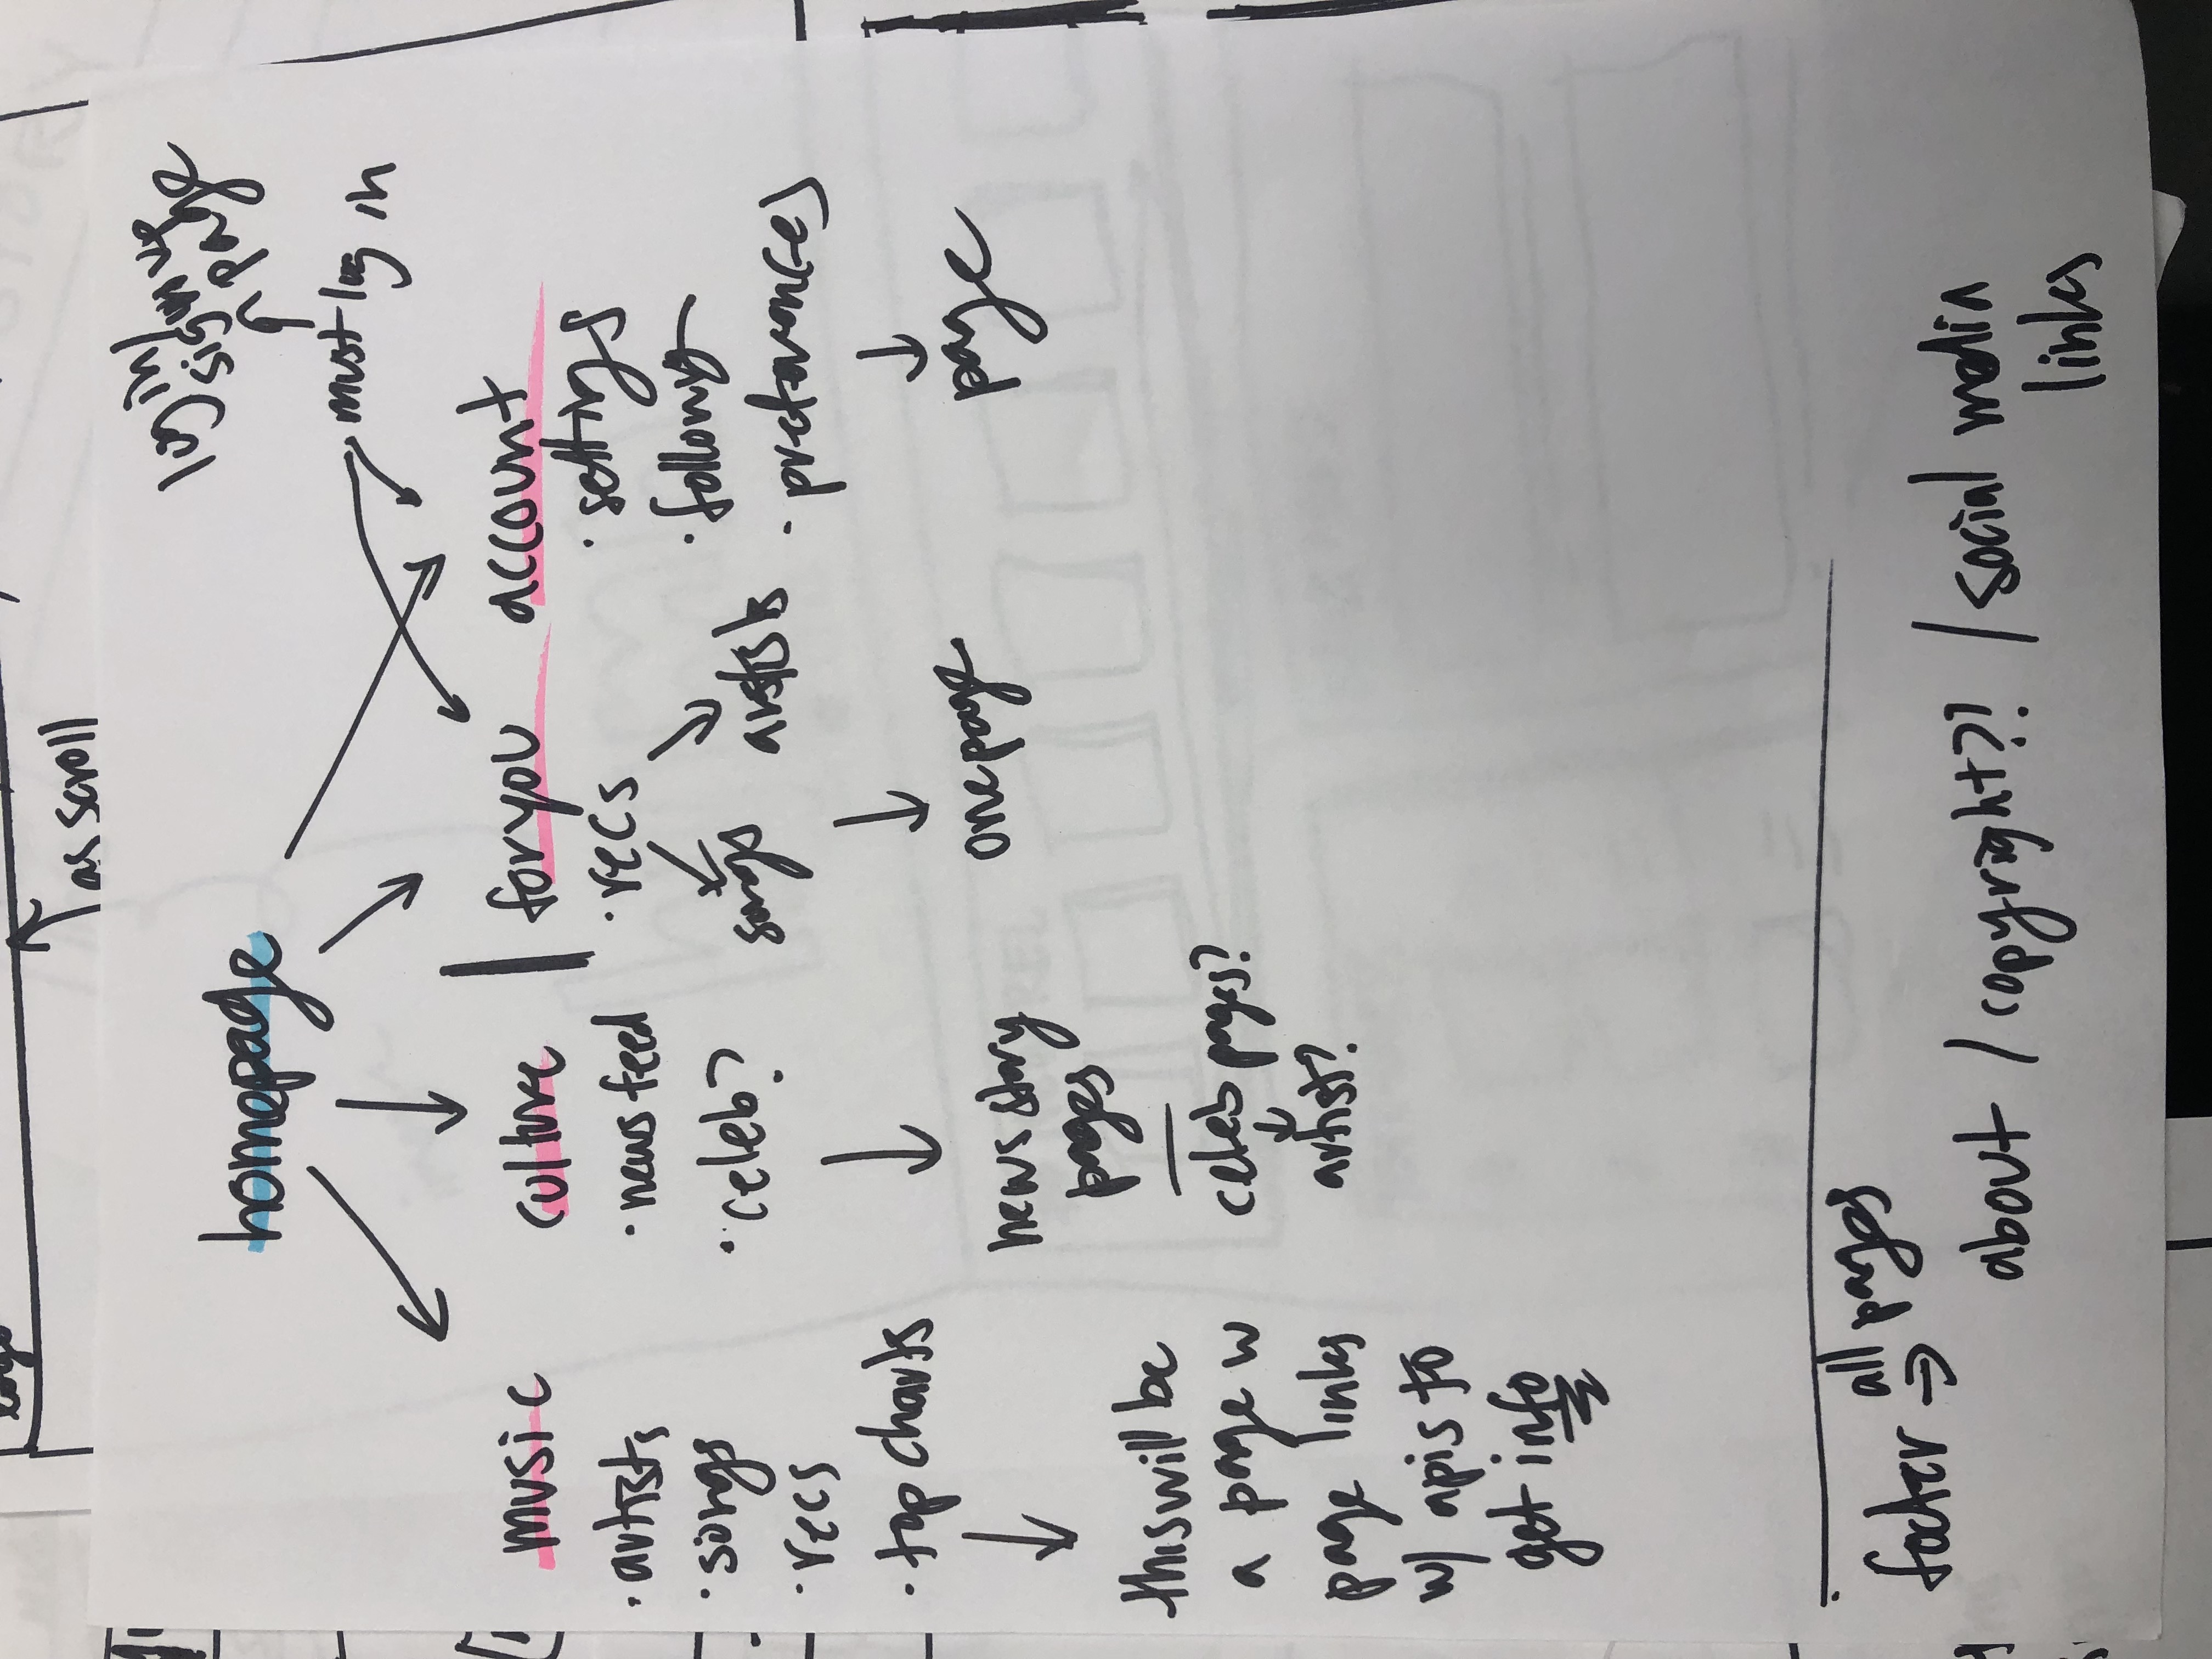 as scroll
login/
signup
page
homepage
must log in
music
· artists
· songs
· recs
· top charts
this will be
a page w
page links
w/ apis to
get info
culture
· news feed
· celeb?
news story
pages
celeb pages?
artist?
for you
· recs
songs
artists
one page
account
· settings
· following
· preferances
page
footer ⇒ all pages
about / copyright?! / social media
links